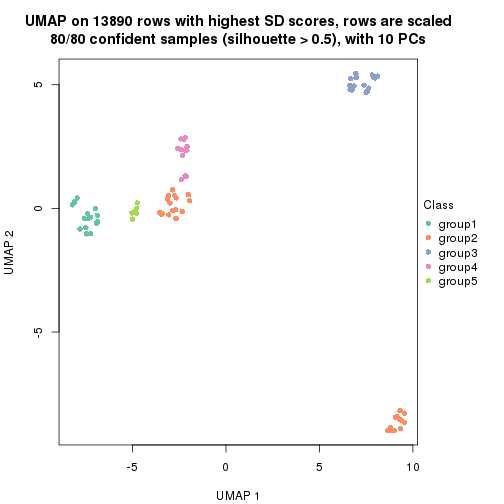 UMAP on 13890 rows with highest SD scores, rows are scaled
80/80 confident samples (silhouette > 0.5), with 10 PCs
5
0
-5
UMAP 2
-5
0
5
10
UMAP 1
Class
group1
group2
group3
group4
group5